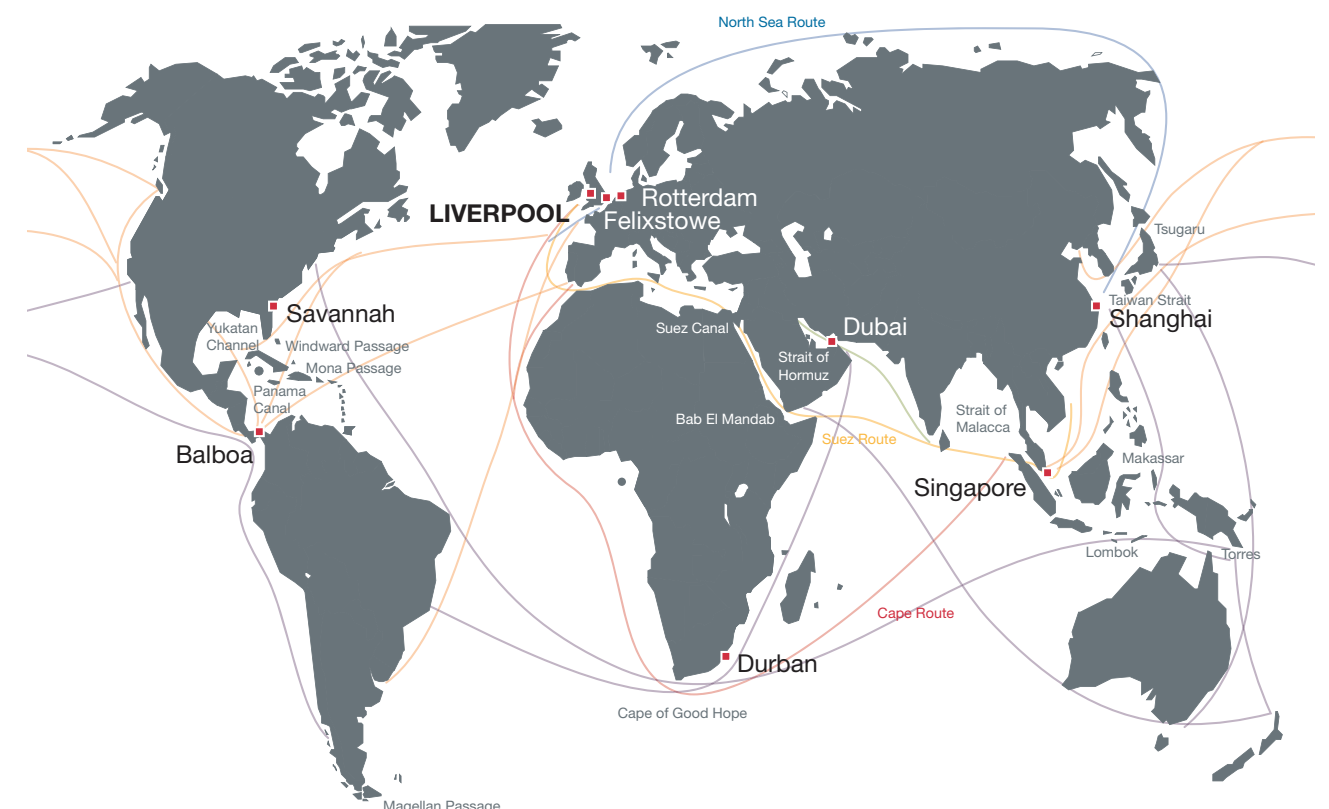 North Sea Route
Rotterdam
LIVERPOOL
Felixstowe
Tsugaru
Taiwan Strait
Shanghai
Savannah
Yukatan
Channel
Windward Passage
Mona Passage
Suez Canal
Dubai
Strait of
Hormuz
Panama
Canal
Bab El Mandab
Strait of
Malacca
Suez Route
Balboa
Makassar
Singapore
Lombok
Torres
Cape Route
Durban
Cape of Good Hope
Magellan Passage